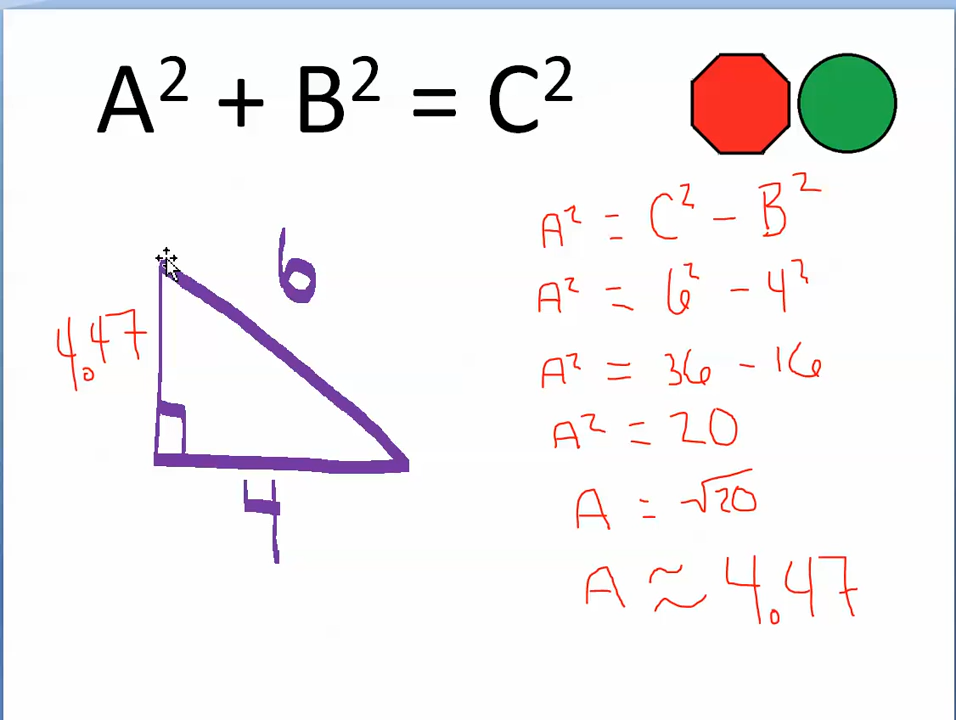 A² + B² = C²
6
4.47
4
A² = C² - B²
A² = 6² - 4²
A² = 36 - 16
A² = 20
A = √20
A ≈ 4.47